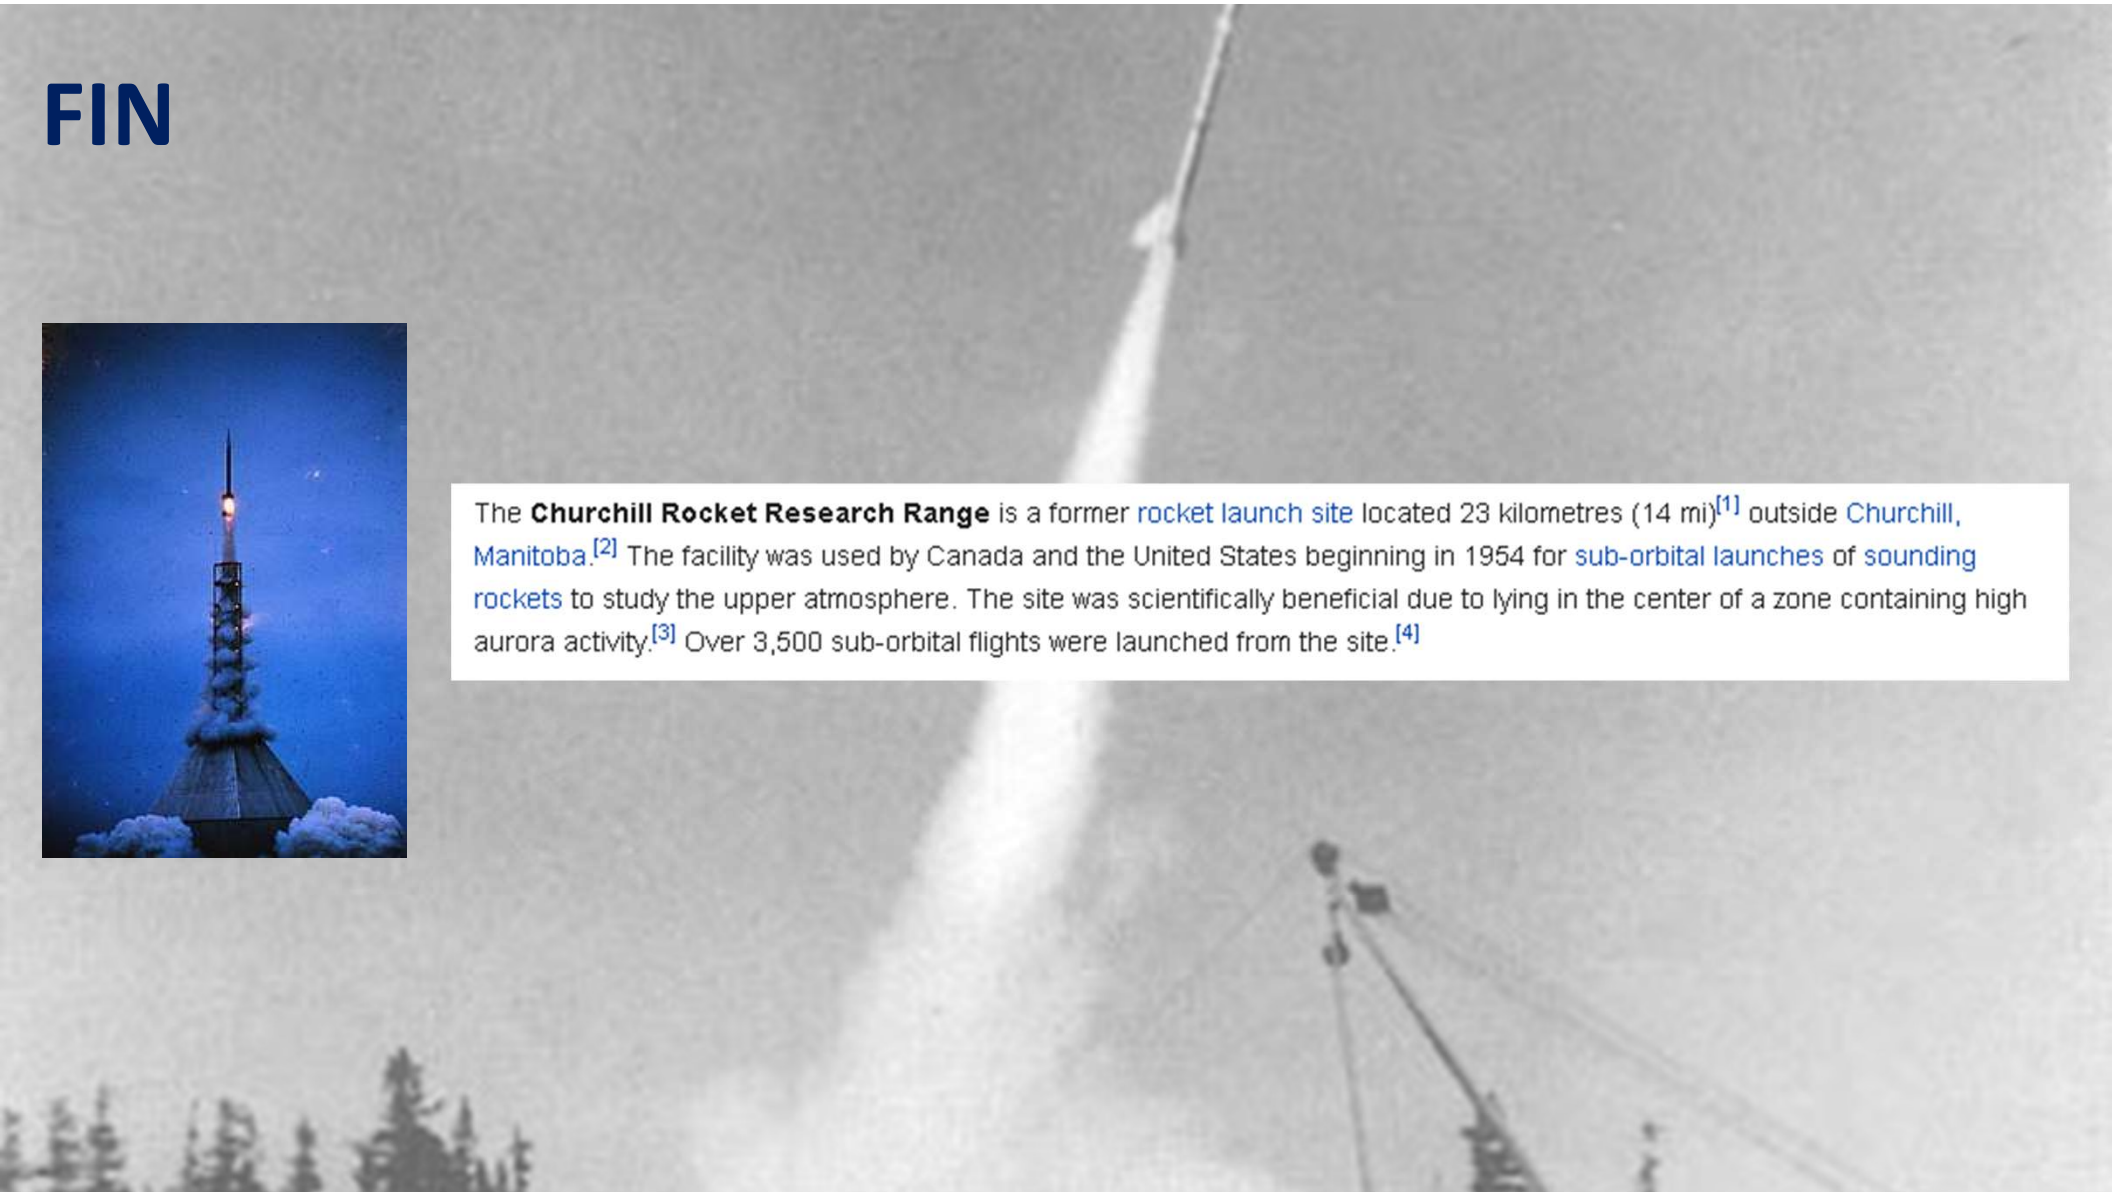 FIN
The Churchill Rocket Research Range is a former rocket launch site located 23 kilometres (14 mi)[1] outside Churchill,
Manitoba.[2] The facility was used by Canada and the United States beginning in 1954 for sub-orbital launches of sounding
rockets to study the upper atmosphere. The site was scientifically beneficial due to lying in the center of a zone containing high
aurora activity.[3] Over 3,500 sub-orbital flights were launched from the site.[4]